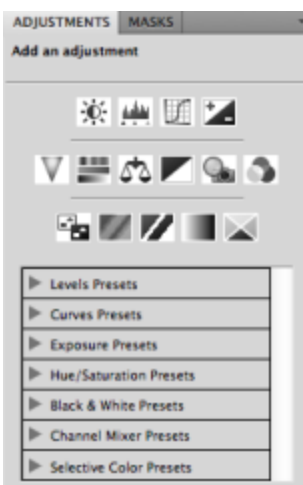 ADJUSTMENTS MASKS
Add an adjustment
Levels Presets
Curves Presets
Exposure Presets
Hue/Saturation Presets
Black & White Presets
Channel Mixer Presets
Selective Color Presets